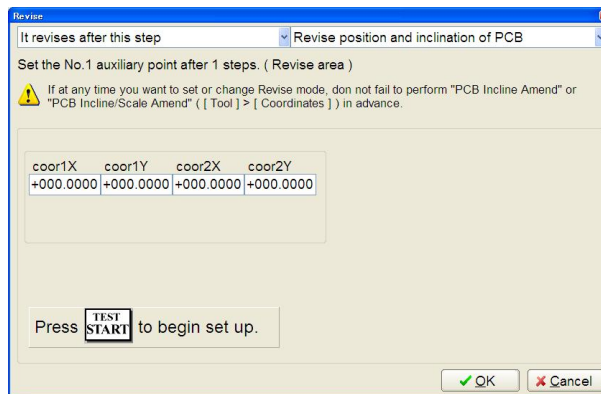 Revise
It revises after this step
Revise position and inclination of PCB
Set the No.1 auxiliary point after 1 steps. ( Revise area )
If at any time you want to set or change Revise mode, don not fail to perform "PCB Incline Amend" or
"PCB Incline/Scale Amend" ( [ Tool ] > [ Coordinates ] ) in advance.
coor1X coor1Y coor2X coor2Y
+000.0000 +000.0000 +000.0000 +000.0000
TEST
Press START to begin set up.
OK Cancel